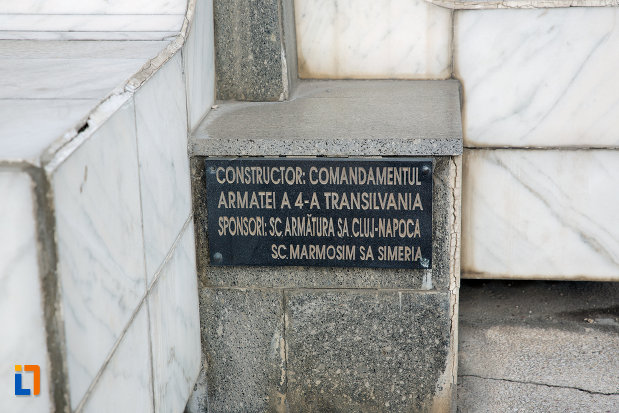 CONSTRUCTOR: COMANDAMENTUL
ARMATEI A 4-A TRANSILVANIA
SPONSORI: SC. ARMĂTURA SA. CLUJ-NAPOCA
SC. MARMOSIM SA SIMERIA